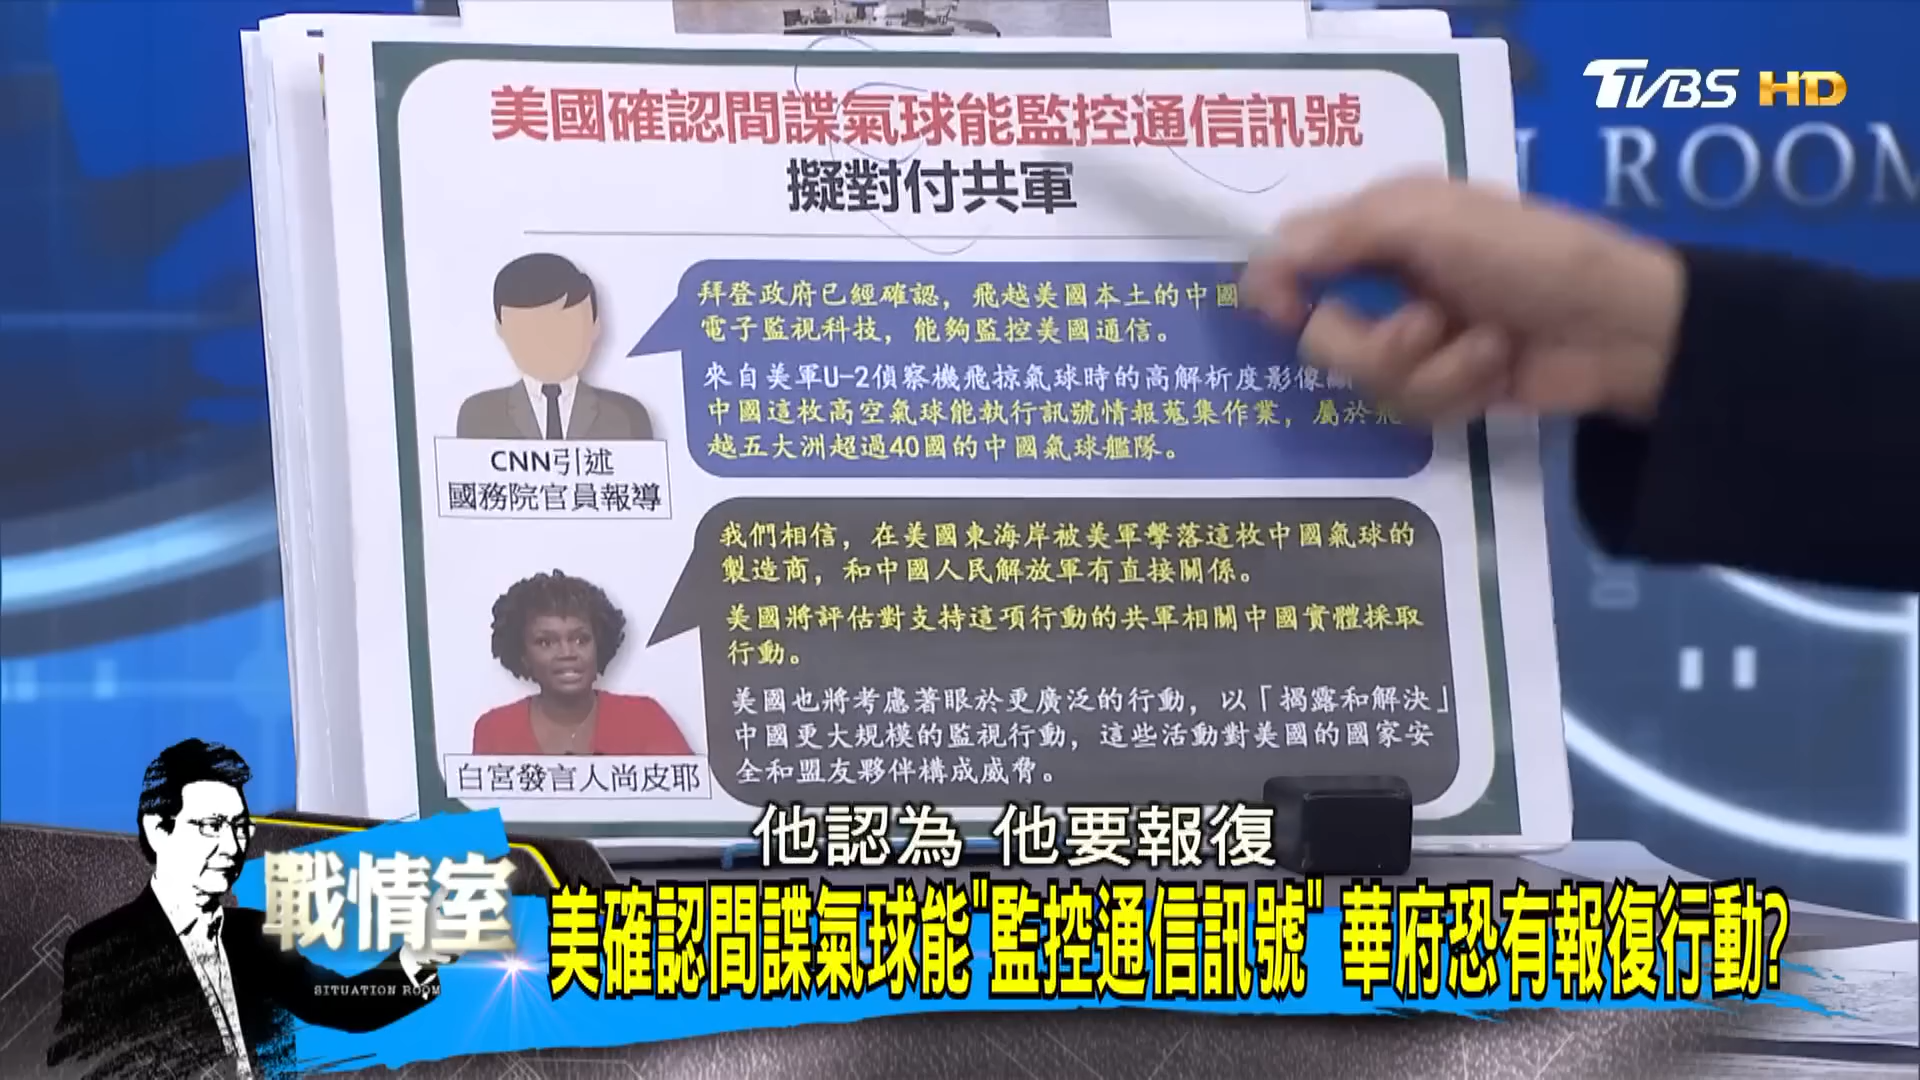 TVBS HD
N ROOM
美國確認間諜氣球能監控通信訊號
擬對付共軍
拜登政府已經確認，飛越美國本土的中國
電子監視科技，能夠監控美國通信。
來自美軍U-2偵察機飛掠氣球時的高解析度影像
中國這枚高空氣球能執行訊號情報蒐集作業，屬於飛
越五大洲超過40國的中國氣球艦隊。
CNN引述
國務院官員報導
我們相信，在美國東海岸被美軍擊落這枚中國氣球的
製造商，和中國人民解放軍有直接關係。
美國將評估對支持這項行動的共軍相關中國實體採取
行動。
美國也將考慮著眼於更廣泛的行動，以「揭露和解決」
中國更大規模的監視行動，這些活動對美國的國家安
全和盟友夥伴構成威脅。
白宮發言人尚皮耶
他認為 他要報復
戰情室
SITUATION ROOM
美確認間諜氣球能"監控通信訊號" 華府恐有報復行動?